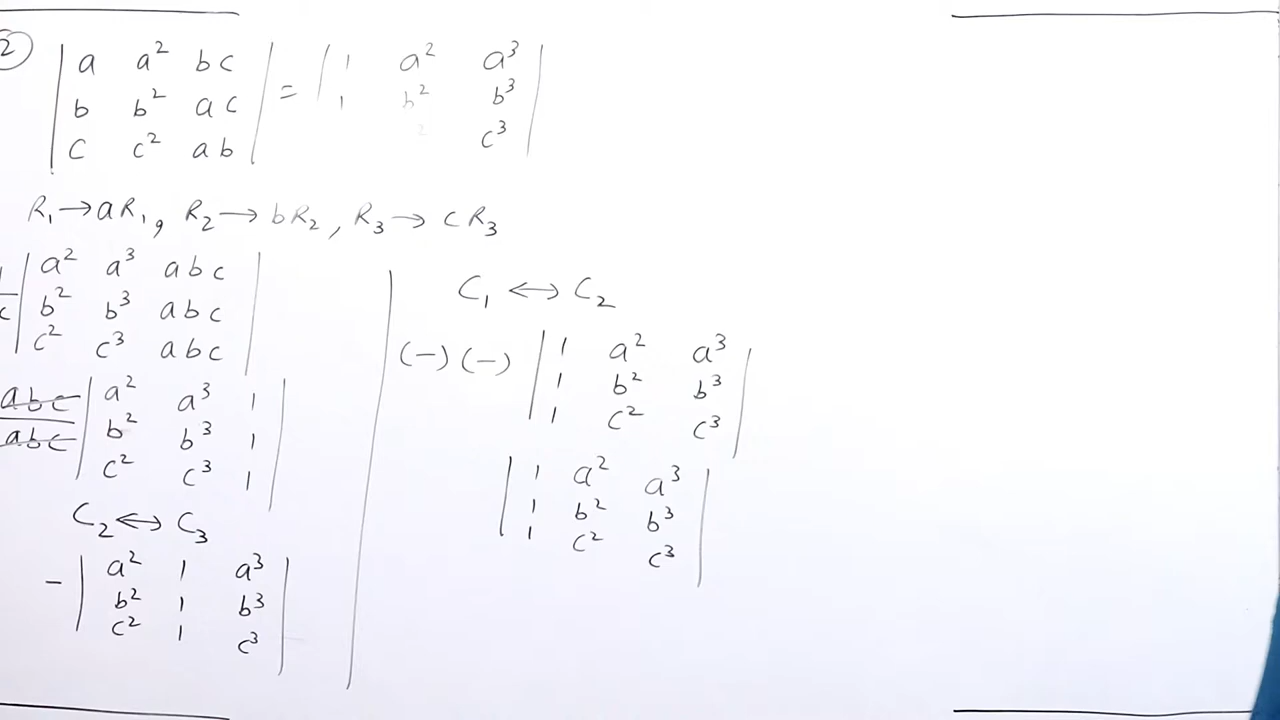 2
| a a² bc | = | 1 a² a³ |
| b b² ac | | 1 b² b³ |
| c c² ab | | c³ |
R₁→aR₁, R₂→bR₂, R₃→cR₃
| a² a³ abc |
| b² b³ abc |
| c² c³ abc |
abc | a² a³ 1 |
abc | b² b³ 1 |
| c² c³ 1 |
C₂↔C₃
- | a² 1 a³ |
| b² 1 b³ |
| c² 1 c³ |
C₁↔C₂
(-)(-) | 1 a² a³ |
| 1 b² b³ |
| 1 c² c³ |
| 1 a² a³ |
| 1 b² b³ |
| 1 c² c³ |